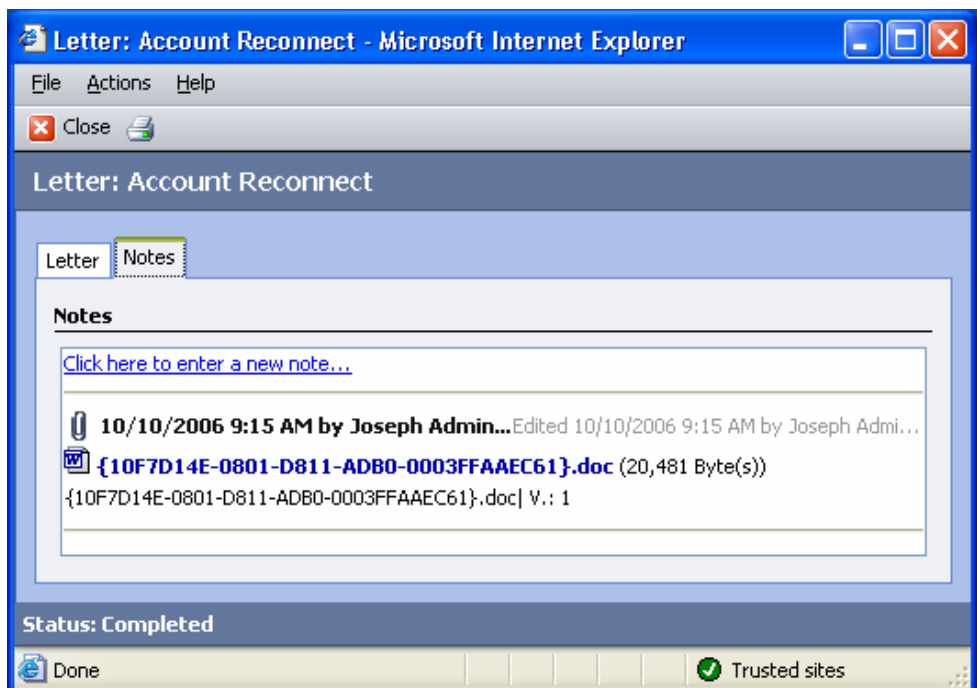 Letter: Account Reconnect - Microsoft Internet Explorer
File Actions Help
Close
Letter: Account Reconnect
Letter Notes
Notes
Click here to enter a new note...
10/10/2006 9:15 AM by Joseph Admin...Edited 10/10/2006 9:15 AM by Joseph Admi...
{10F7D14E-0801-D811-ADB0-0003FFAAEC61}.doc (20,481 Byte(s))
{10F7D14E-0801-D811-ADB0-0003FFAAEC61}.doc| V.: 1
Status: Completed
Done Trusted sites